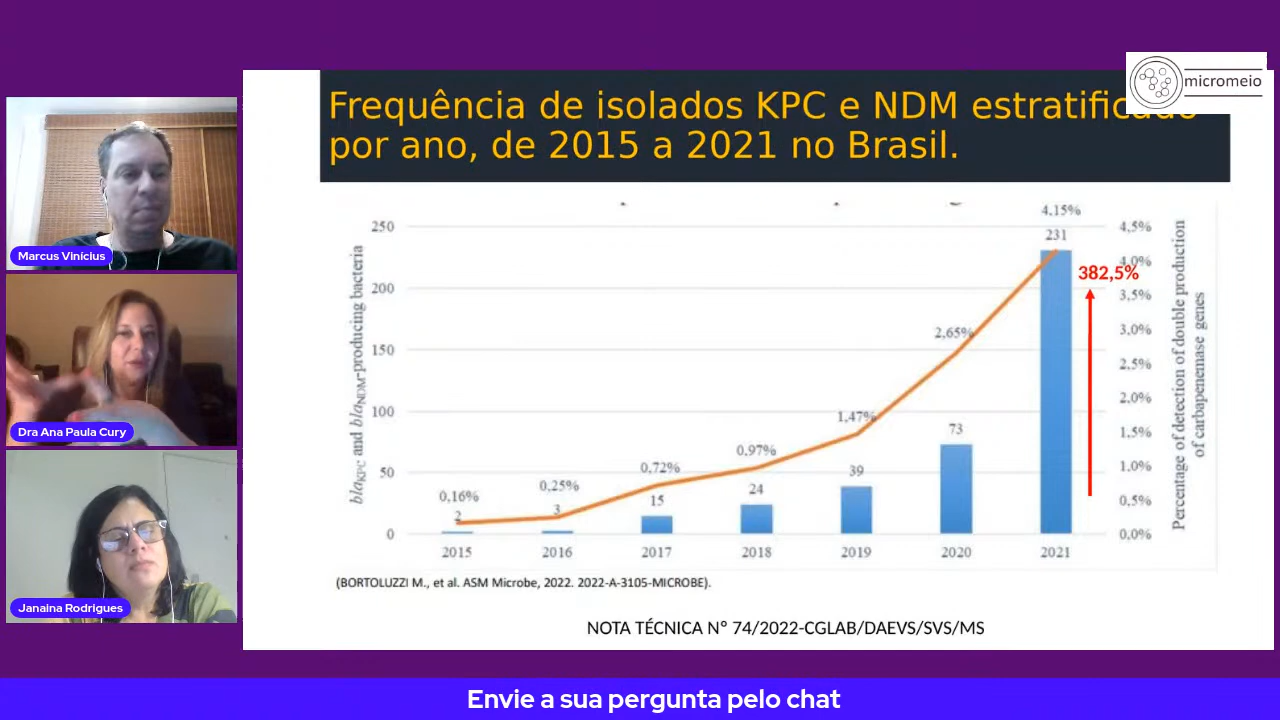 micromeio
Frequência de isolados KPC e NDM estratificado
por ano, de 2015 a 2021 no Brasil.
Marcus Vinícius
Dra Ana Paula Cury
Janaina Rodrigues
blaKPC and blaNDM-producing bacteria
250
200
150
100
50
0
0,16%
2
0,25%
3
0,72%
15
0,97%
24
1,47%
39
2,65%
73
4,15%
231
382,5%
4,5%
4,0%
3,5%
3,0%
2,5%
2,0%
1,5%
1,0%
0,5%
0,0%
Percentage of detection of double production
of carbapenemase genes
2015 2016 2017 2018 2019 2020 2021
(BORTOLUZZI M., et al. ASM Microbe, 2022. 2022-A-3105-MICROBE).
NOTA TÉCNICA Nº 74/2022-CGLAB/DAEVS/SVS/MS
Envie a sua pergunta pelo chat